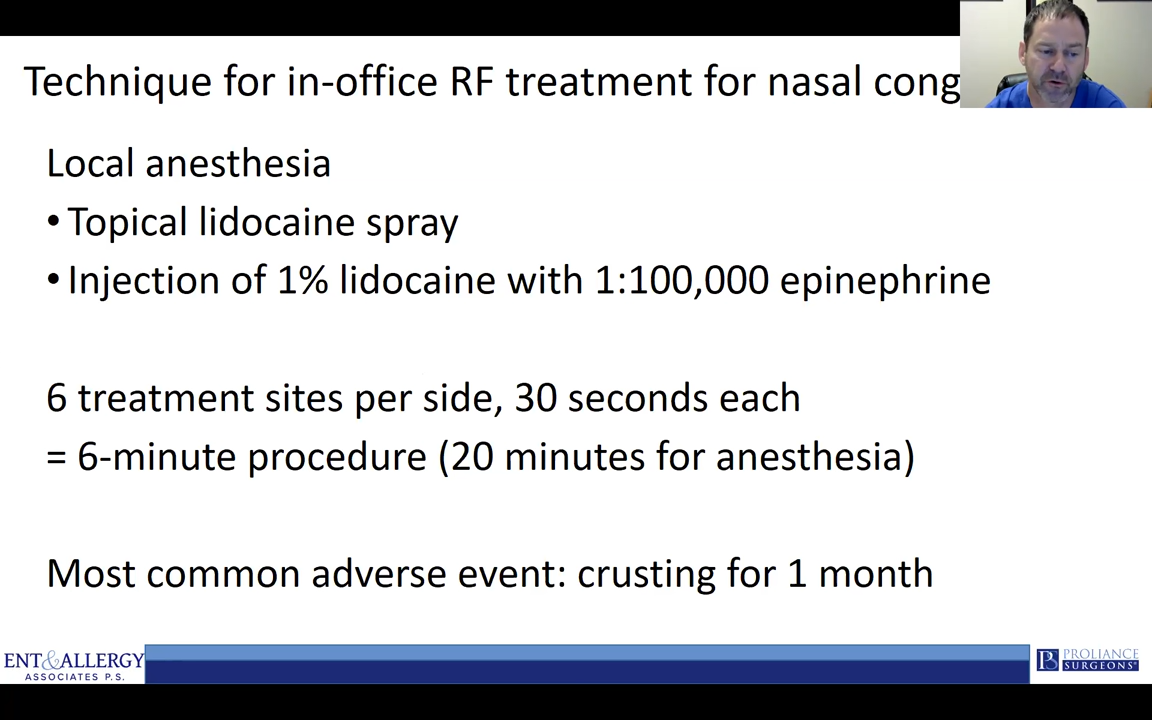 Technique for in-office RF treatment for nasal cong
Local anesthesia
• Topical lidocaine spray
• Injection of 1% lidocaine with 1:100,000 epinephrine
6 treatment sites per side, 30 seconds each
= 6-minute procedure (20 minutes for anesthesia)
Most common adverse event: crusting for 1 month
ENT&ALLERGY
ASSOCIATES P.S.
PS PROLIANCE
SURGEONS®